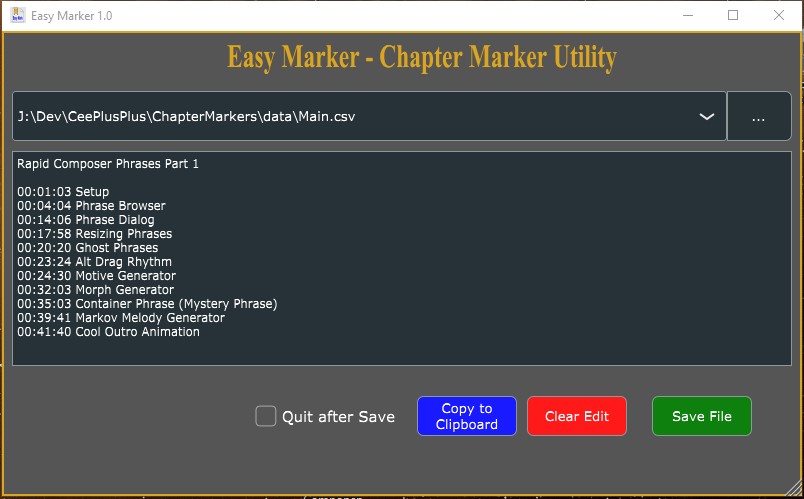 Easy Marker 1.0
Easy Marker - Chapter Marker Utility
J:\Dev\CeePlusPlus\ChapterMarkers\data\Main.csv
...
Rapid Composer Phrases Part 1
00:01:03 Setup
00:04:04 Phrase Browser
00:14:06 Phrase Dialog
00:17:58 Resizing Phrases
00:20:20 Ghost Phrases
00:23:24 Alt Drag Rhythm
00:24:30 Motive Generator
00:32:03 Morph Generator
00:35:03 Container Phrase (Mystery Phrase)
00:39:41 Markov Melody Generator
00:41:40 Cool Outro Animation
Quit after Save
Copy to
Clipboard
Clear Edit
Save File